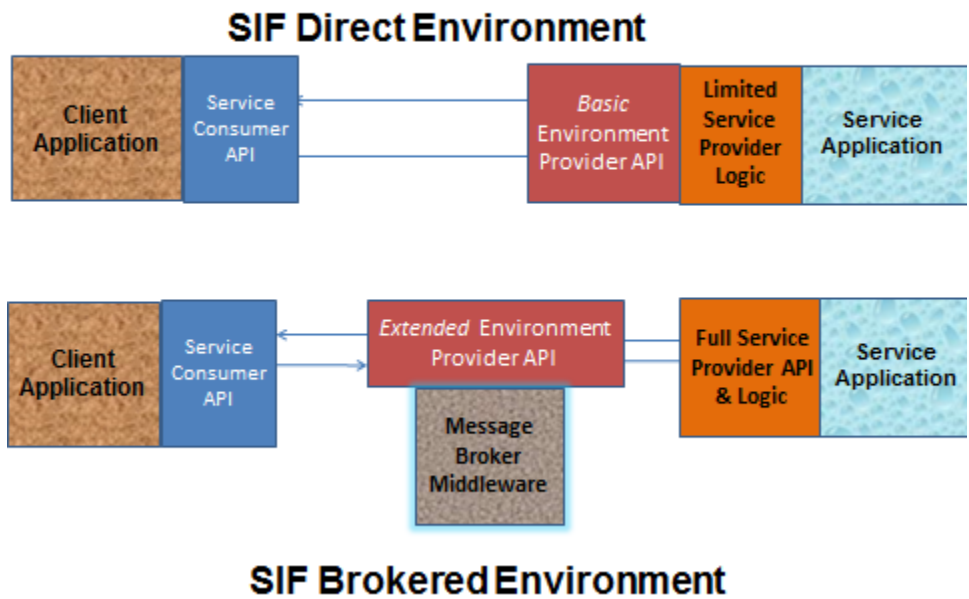 SIF Direct Environment
Client
Application
Service
Consumer
API
Basic
Environment
Provider API
Limited
Service
Provider
Logic
Service
Application
Client
Application
Service
Consumer
API
Extended Environment
Provider API
Message
Broker
Middleware
Full Service
Provider API
& Logic
Service
Application
SIF Brokered Environment